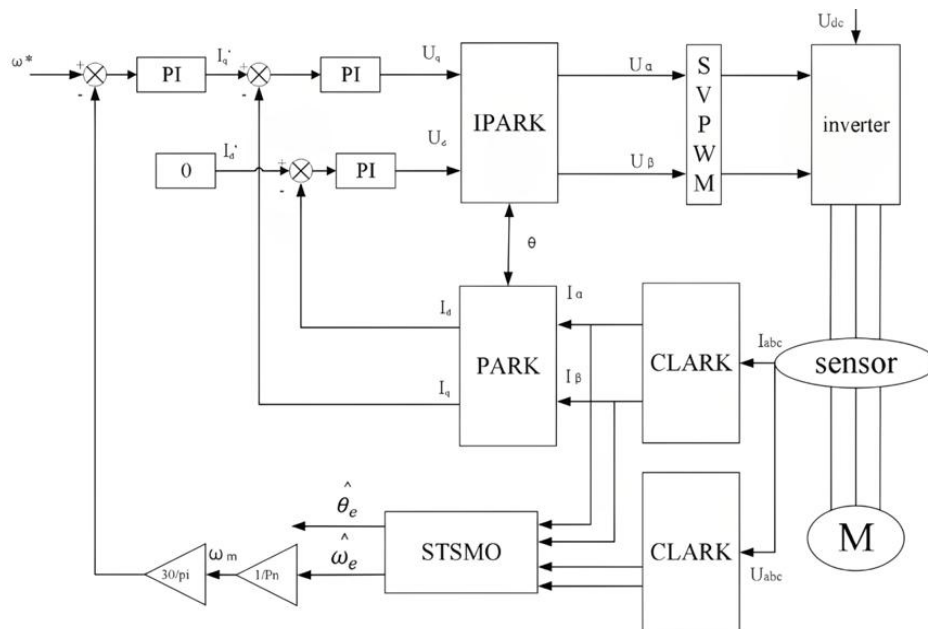 Udc
ω*
+
-
PI
Iq*
+
-
PI
Uq
IPARK
Uα
SVPWM
inverter
0
Id*
+
-
PI
Ud
Uβ
θ
Id
Iq
PARK
Iα
Iβ
CLARK
Iabc
sensor
θ̂e
ω̂e
STSMO
CLARK
Uabc
M
30/pi
ωm
1/Pn